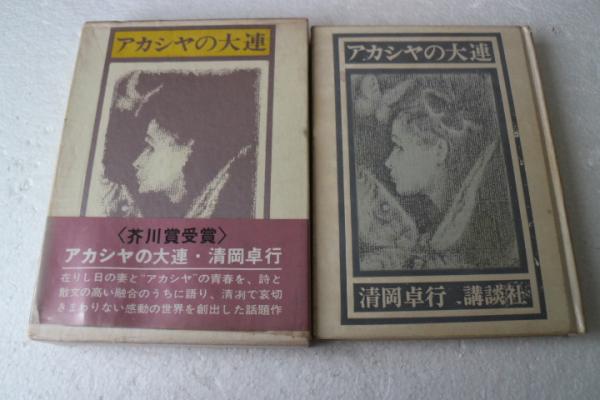 アカシヤの大連
〈芥川賞受賞〉
アカシヤの大連・清岡卓行
在りし日の妻と"アカシヤ"の青春を、詩と
散文の高い融合のうちに語り、清冽で哀切
きまわりない感動の世界を創出した話題作
アカシヤの大連
清岡卓行 講談社